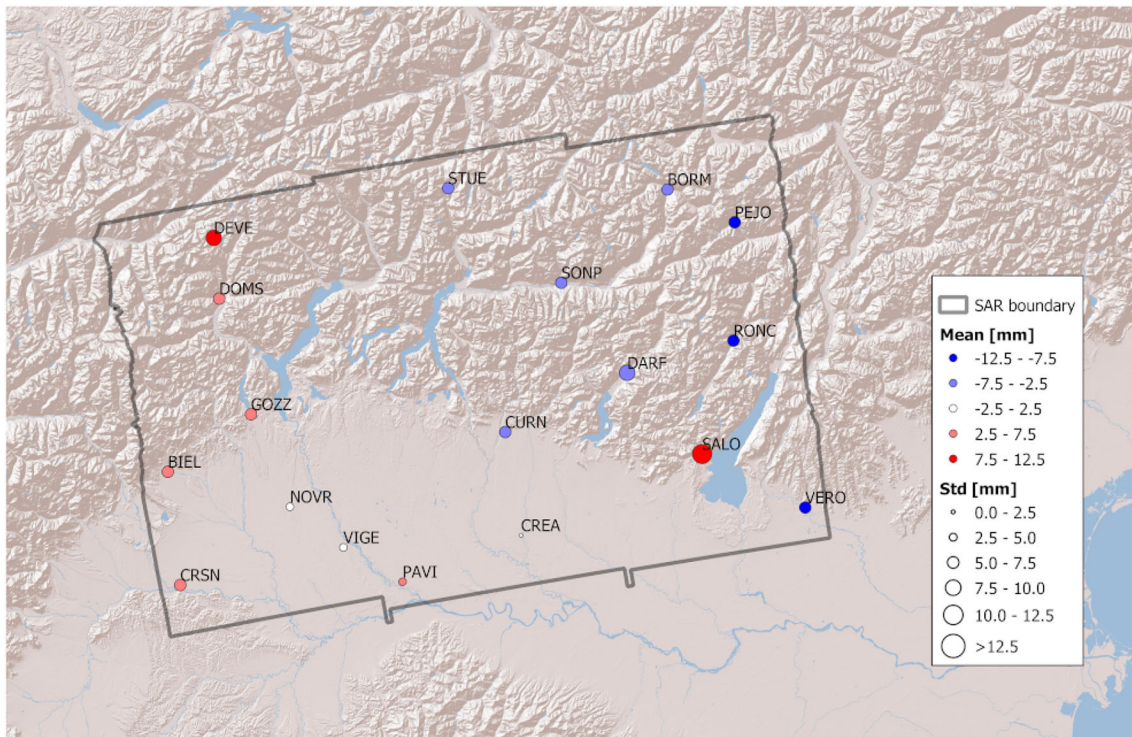 STUE
BORM
PEJO
DEVE
SONP
DOMS
RONC
DARF
GOZZ
CURN
SALO
BIEL
NOVR
VERO
CREA
VIGE
PAVI
CRSN
SAR boundary
Mean [mm]
-12.5 - -7.5
-7.5 - -2.5
-2.5 - 2.5
2.5 - 7.5
7.5 - 12.5
Std [mm]
0.0 - 2.5
2.5 - 5.0
5.0 - 7.5
7.5 - 10.0
10.0 - 12.5
>12.5